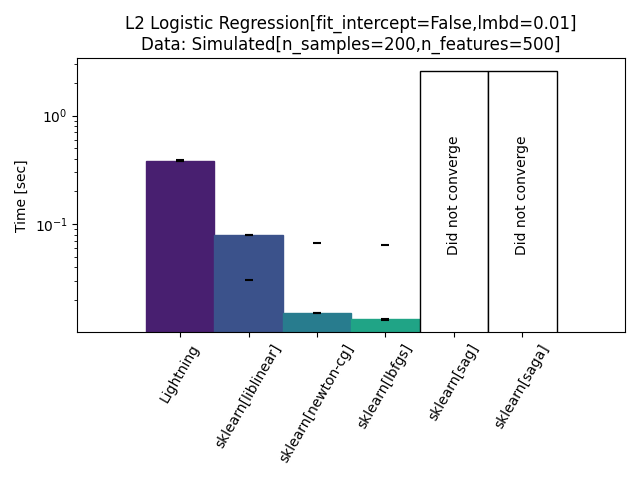 L2 Logistic Regression[fit_intercept=False,lmbd=0.01]
Data: Simulated[n_samples=200,n_features=500]
Time [sec]
10⁰
10⁻¹
Did not converge
Did not converge
Lightning
sklearn[liblinear]
sklearn[newton-cg]
sklearn[lbfgs]
sklearn[sag]
sklearn[saga]